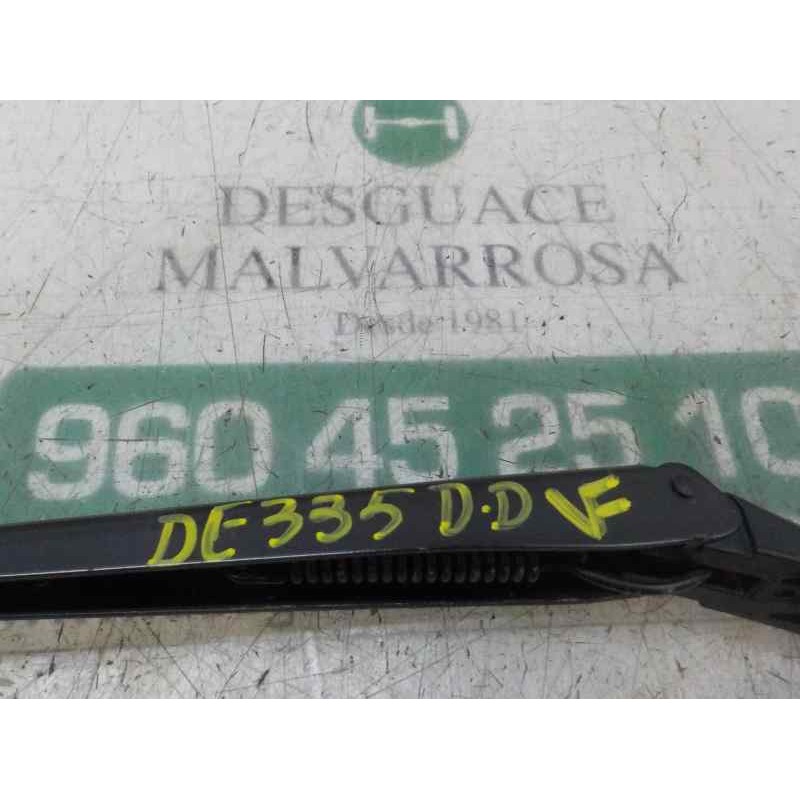 DESGUACE
MALVARROSA
Desde 1981
960 45 25 10
DE335 D.D VF